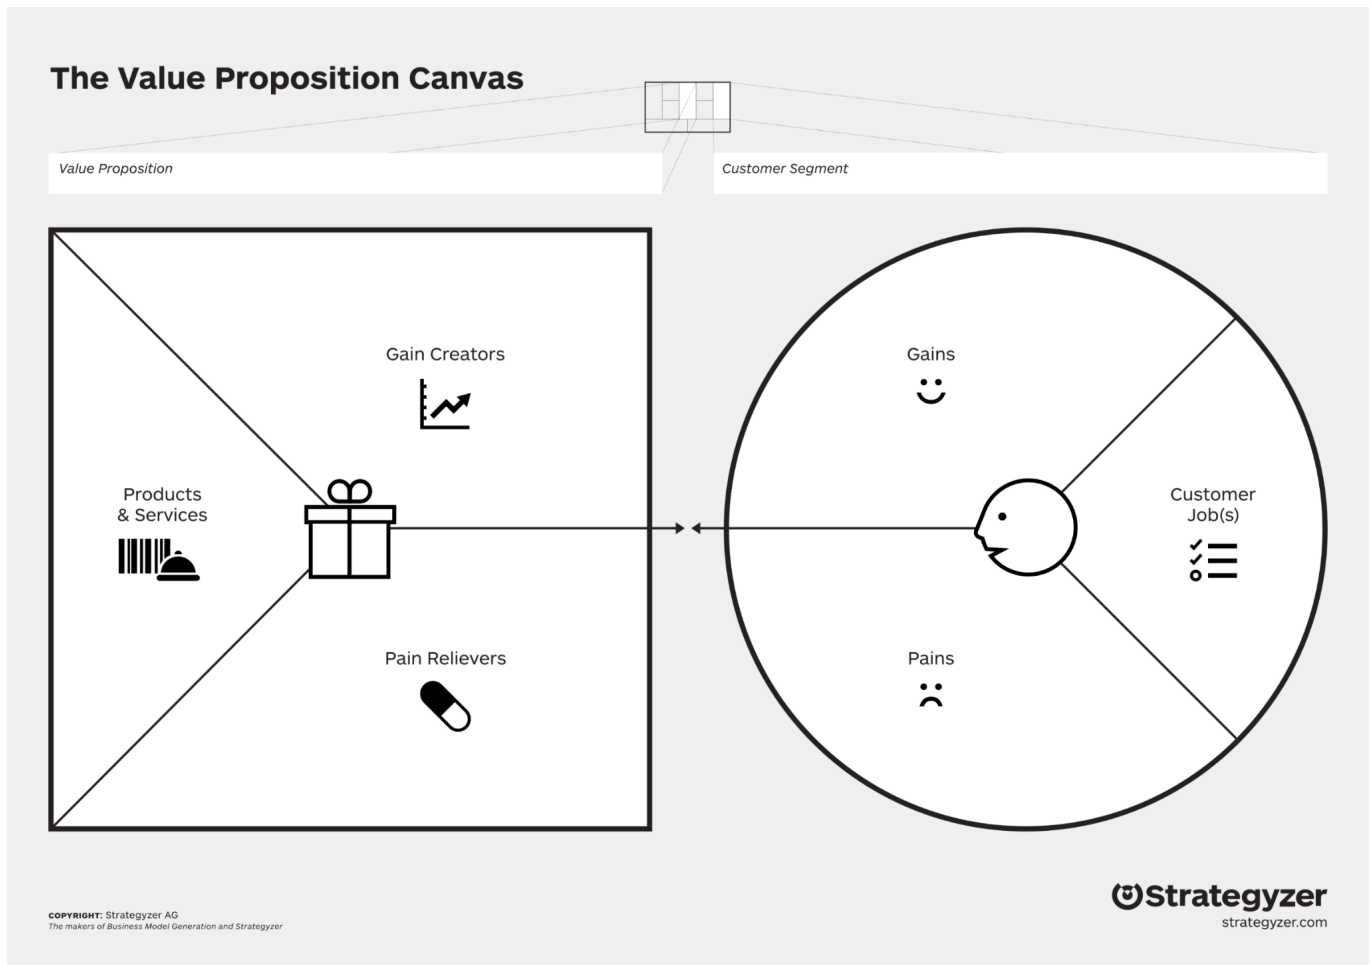 The Value Proposition Canvas
Value Proposition
Customer Segment
Gain Creators
Gains
Products
& Services
Customer
Job(s)
Pain Relievers
Pains
COPYRIGHT: Strategyzer AG
The makers of Business Model Generation and Strategyzer
Strategyzer
strategyzer.com